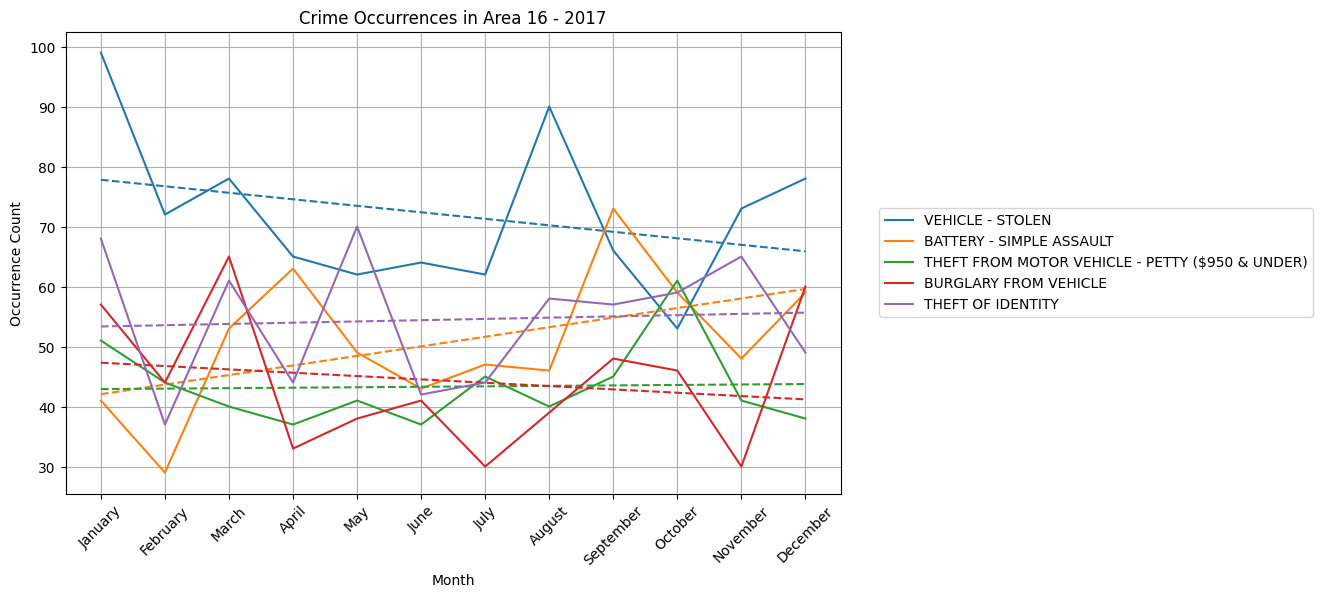 Crime Occurrences in Area 16 - 2017
Occurrence Count
100
90
80
70
60
50
40
30
January
February
March
April
May
June
July
August
September
October
November
December
Month
VEHICLE - STOLEN
BATTERY - SIMPLE ASSAULT
THEFT FROM MOTOR VEHICLE - PETTY ($950 & UNDER)
BURGLARY FROM VEHICLE
THEFT OF IDENTITY